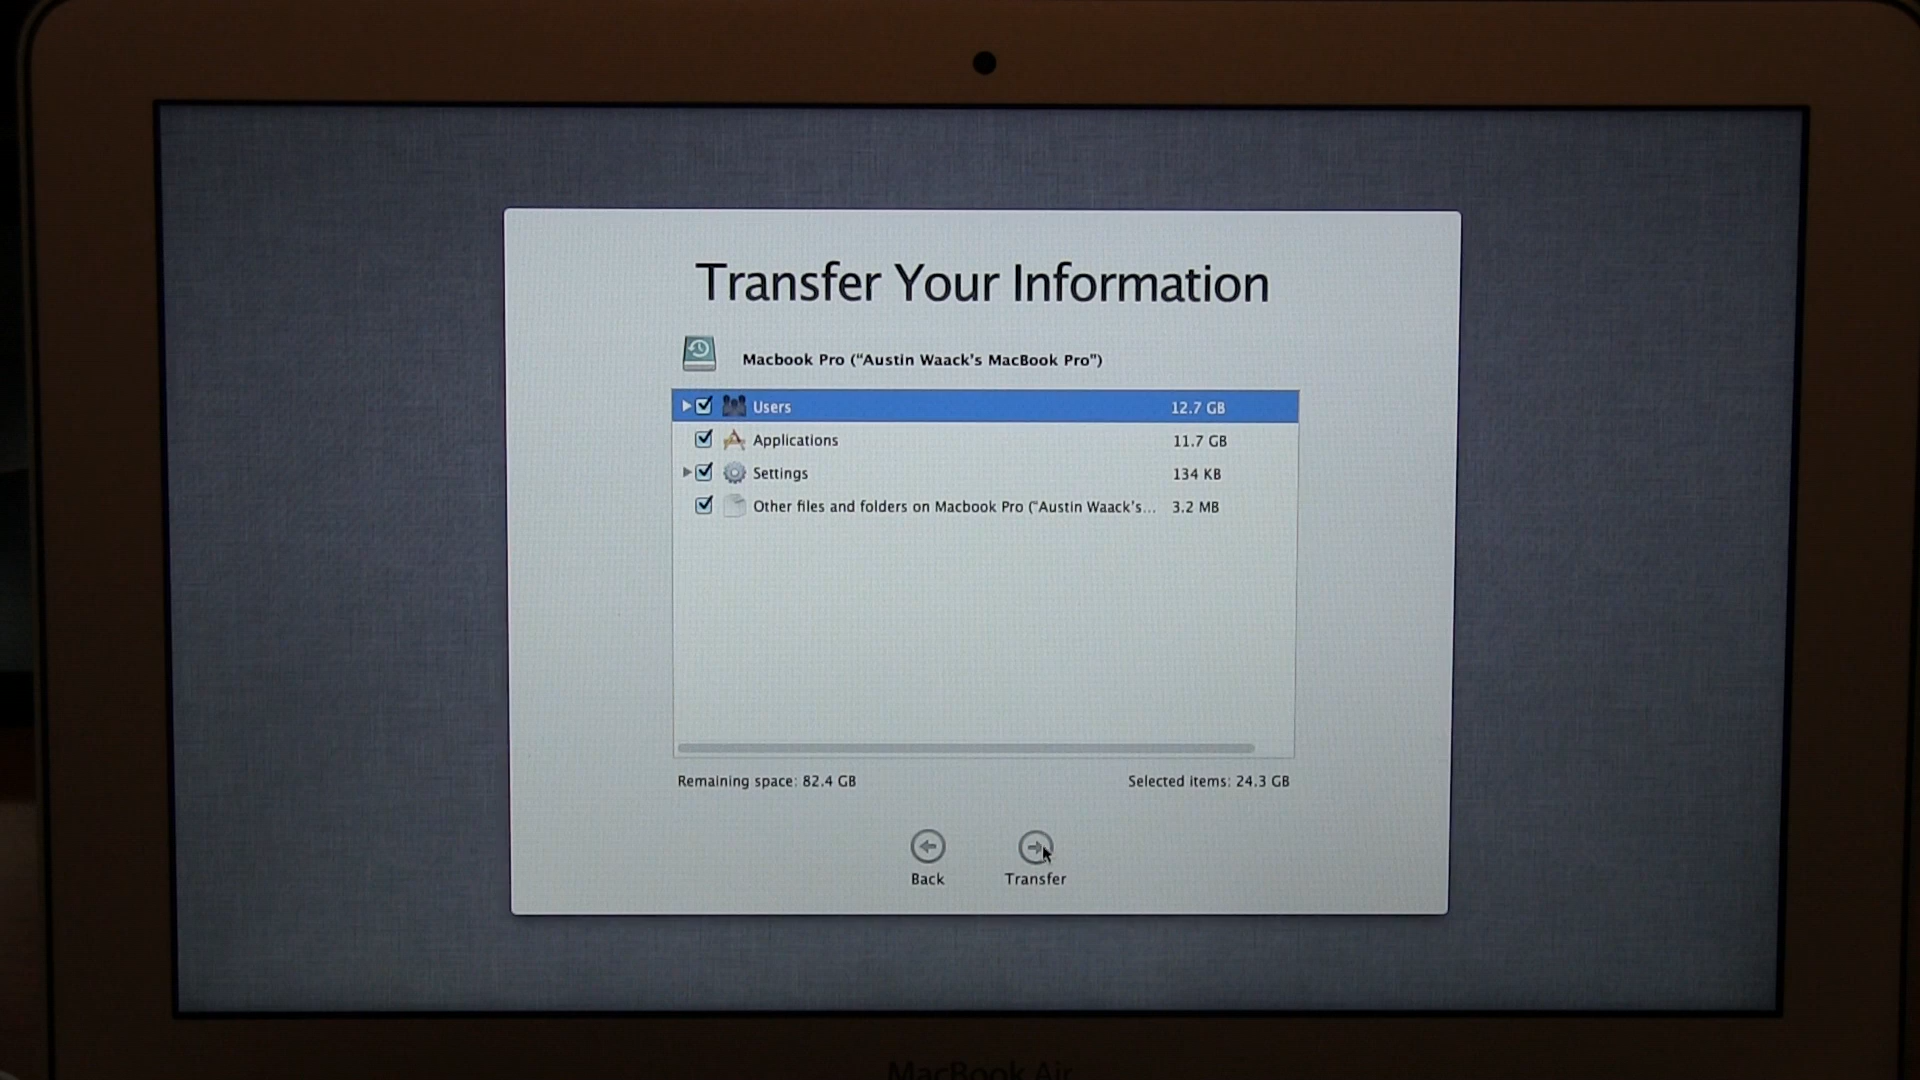 Transfer Your Information
Macbook Pro (“Austin Waack's MacBook Pro”)
Users 12.7 GB
Applications 11.7 GB
Settings 134 KB
Other files and folders on Macbook Pro (“Austin Waack's... 3.2 MB
Remaining space: 82.4 GB Selected items: 24.3 GB
Back Transfer
MacBook Air